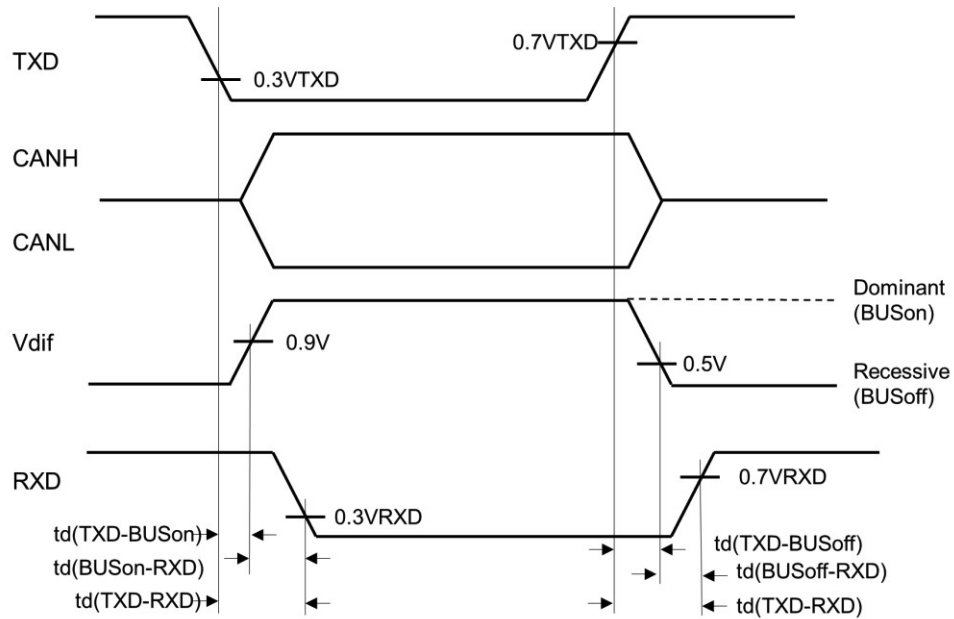 0.7VTXD
TXD
0.3VTXD
CANH
CANL
Dominant
(BUSon)
Vdif
0.9V
0.5V
Recessive
(BUSoff)
RXD
0.7VRXD
0.3VRXD
td(TXD-BUSon)
td(TXD-BUSoff)
td(BUSon-RXD)
td(BUSoff-RXD)
td(TXD-RXD)
td(TXD-RXD)